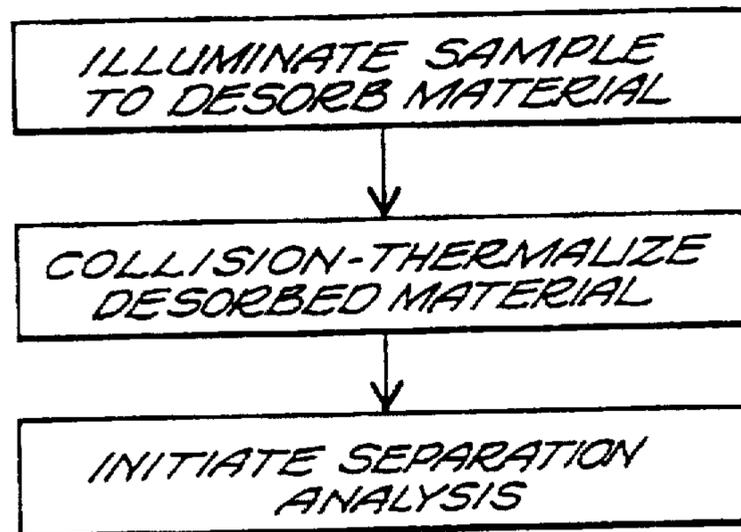 ILLUMINATE SAMPLE
TO DESORB MATERIAL
COLLISION-THERMALIZE
DESORBED MATERIAL
INITIATE SEPARATION
ANALYSIS